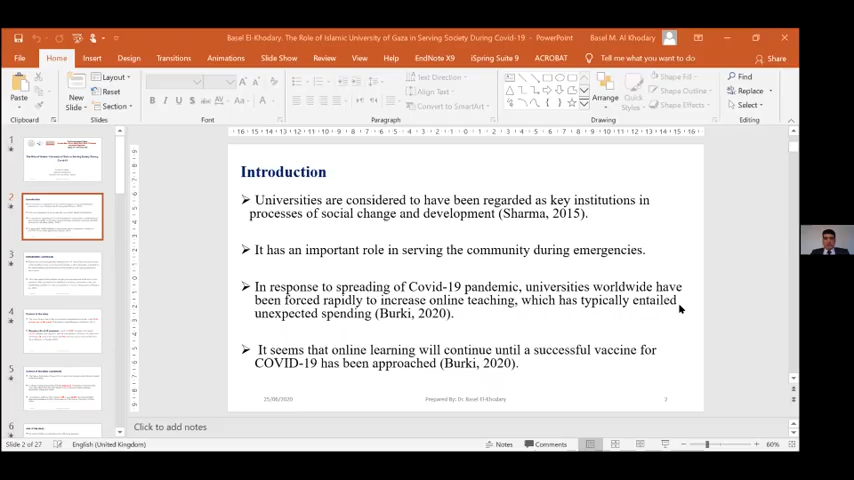 Basel El-Khodary. The Role of Islamic University of Gaza in Serving Society During Covid-19 - PowerPoint
Basel M. Al Khodary
File Home Insert Design Transitions Animations Slide Show Review View Help EndNote X9 iSpring Suite 9 ACROBAT Tell me what you want to do Share
Paste
New Slide
Layout
Reset
Section
Text Direction
Align Text
Convert to SmartArt
Arrange
Quick Styles
Shape Fill
Shape Outline
Shape Effects
Find
Replace
Select
Clipboard Slides Font Paragraph Drawing Editing
1
2
3
4
5
6
Introduction
Universities are considered to have been regarded as key institutions in
processes of social change and development (Sharma, 2015).
It has an important role in serving the community during emergencies.
In response to spreading of Covid-19 pandemic, universities worldwide have
been forced rapidly to increase online teaching, which has typically entailed
unexpected spending (Burki, 2020).
It seems that online learning will continue until a successful vaccine for
COVID-19 has been approached (Burki, 2020).
25/06/2020 Prepared By: Dr. Basel El-Khodary 2
Click to add notes
Slide 2 of 27 English (United Kingdom) Notes Comments 60%